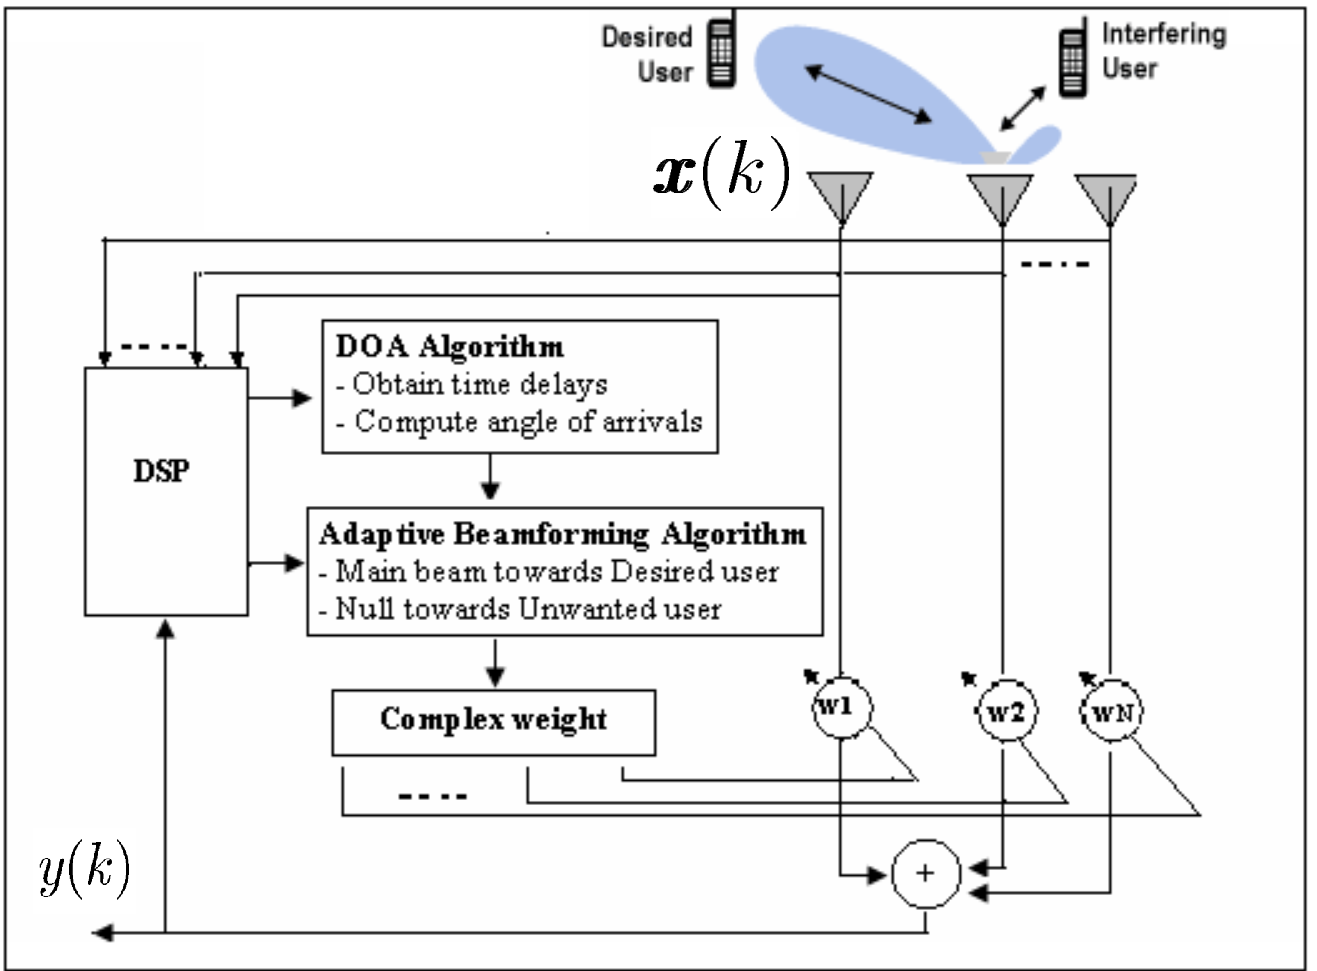 Desired
User
Interfering
User
x(k)
DOA Algorithm
- Obtain time delays
- Compute angle of arrivals
DSP
Adaptive Beamforming Algorithm
- Main beam towards Desired user
- Null towards Unwanted user
Complex weight
w1
w2
wN
+
y(k)